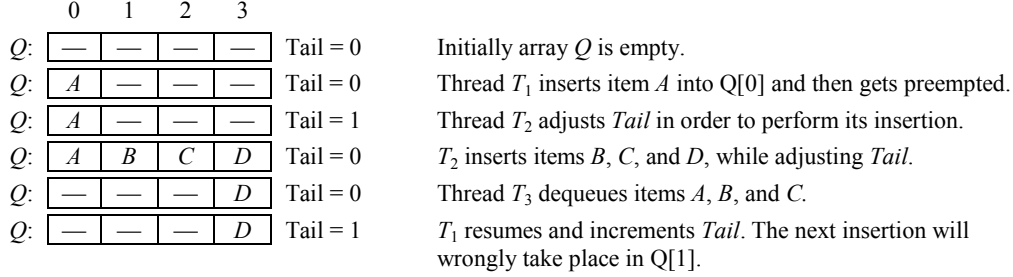 0 1 2 3
Q: — — — — Tail = 0 Initially array Q is empty.
Q: A — — — Tail = 0 Thread T₁ inserts item A into Q[0] and then gets preempted.
Q: A — — — Tail = 1 Thread T₂ adjusts Tail in order to perform its insertion.
Q: A B C D Tail = 0 T₂ inserts items B, C, and D, while adjusting Tail.
Q: — — — D Tail = 0 Thread T₃ dequeues items A, B, and C.
Q: — — — D Tail = 1 T₁ resumes and increments Tail. The next insertion will
wrongly take place in Q[1].